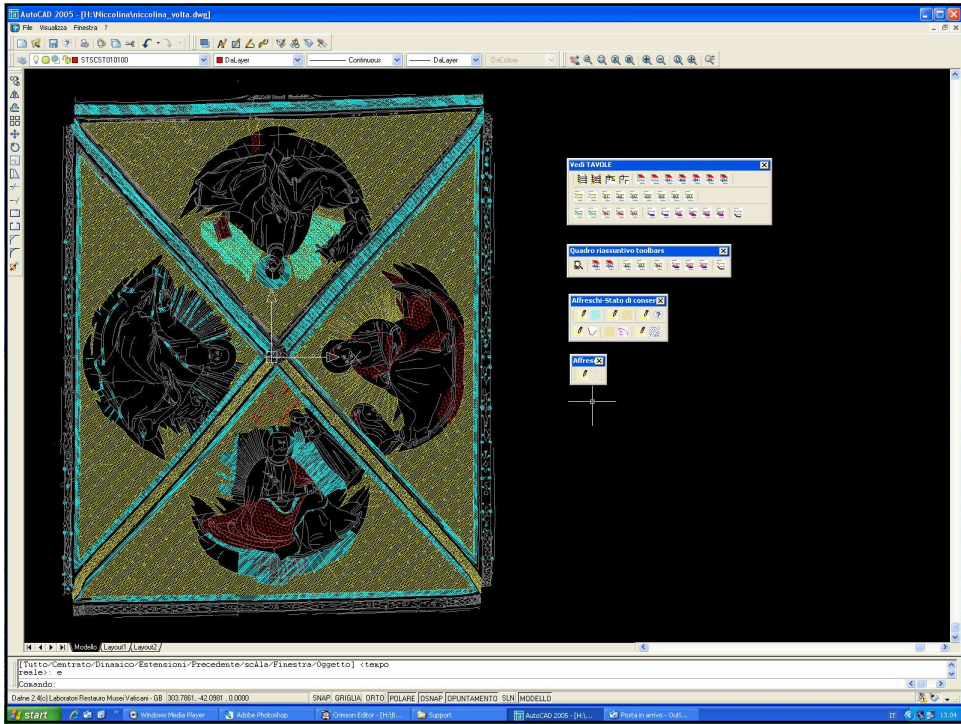 AutoCAD 2005 - [H:\Niccolina\niccolina_volta.dwg]
File Visualizza Finestra ?
STSCST010100 DaLayer Continuous DaLayer DaColore
Vedi TAVOLE
Quadro riassuntivo toolbars
Affreschi-Stato di conser
Affresc
Modello Layout1 Layout2
[Tutto/Centrato/Dinamico/Estensioni/Precedente/scAla/Finestra/Oggetto] <tempo
reale>: e
Comando:
Dafne 2.4(c) Laboratori Restauro Musei Vaticani - GB 303.7861, -42.0981 , 0.0000 SNAP GRIGLIA ORTO POLARE OSNAP OPUNTAMENTO SLN MODELLO
start Windows Media Player Adobe Photoshop Crimson Editor - [H:\B... Support AutoCAD 2005 - [H:\... Posta in arrivo - Outl... IT 13.04